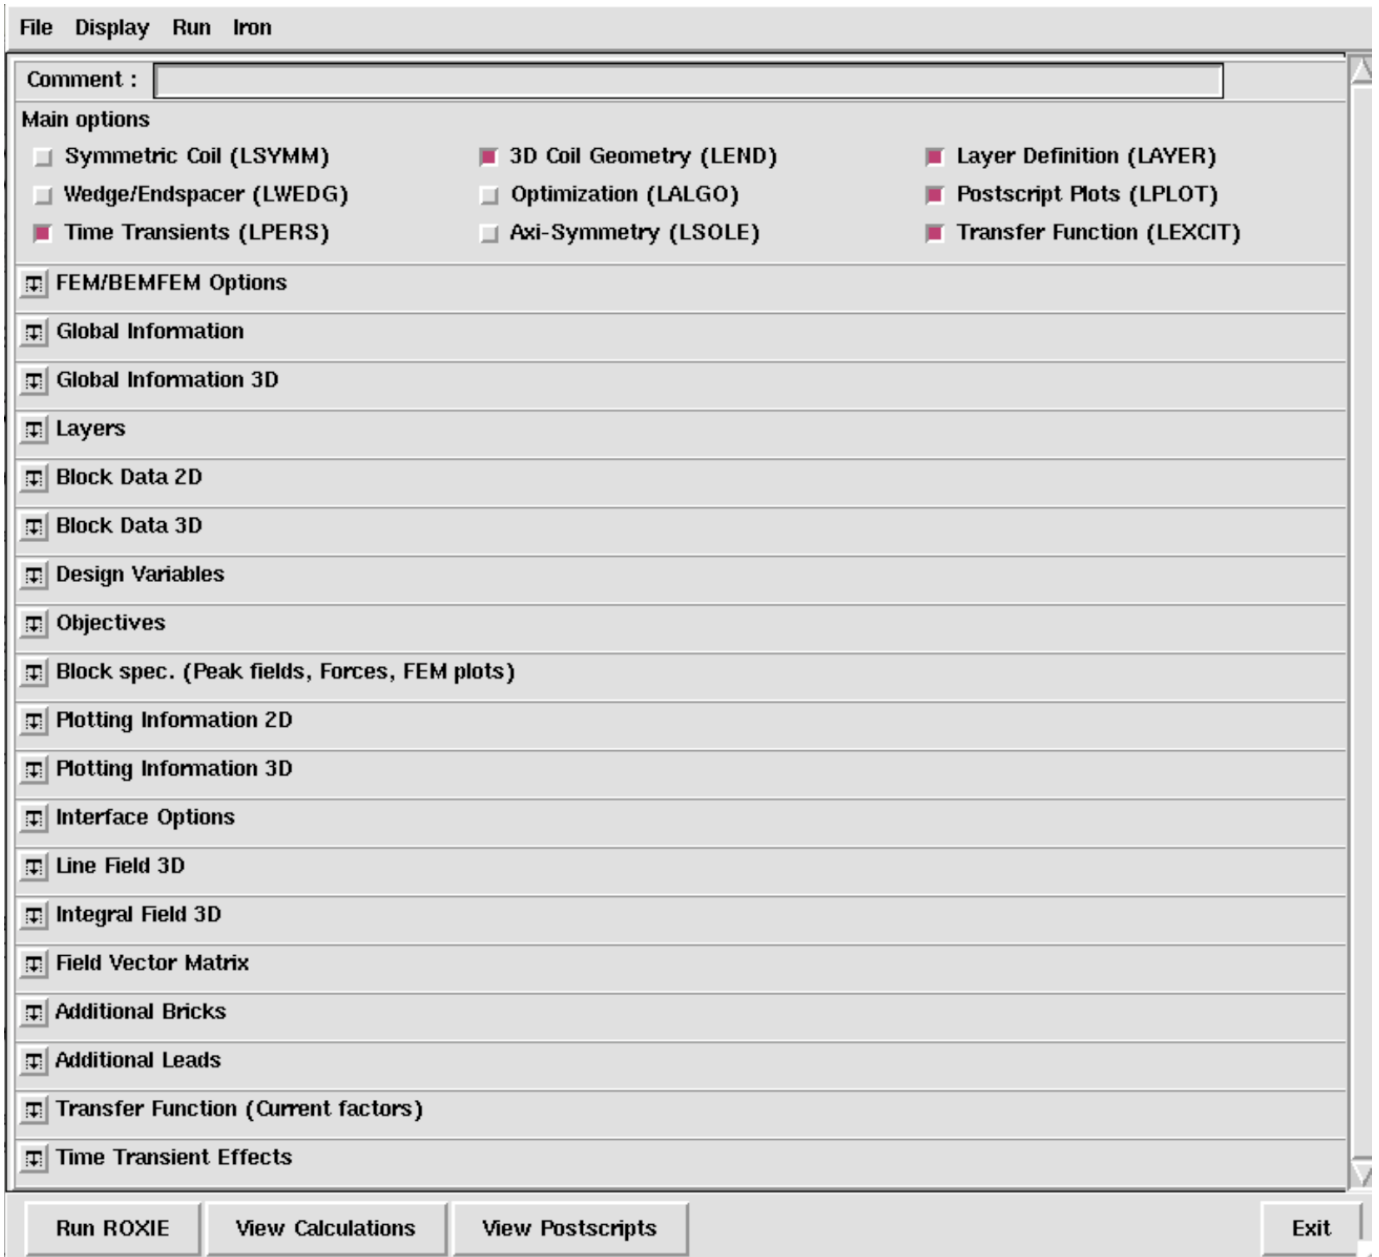 File Display Run Iron
Comment :
Main options
Symmetric Coil (LSYMM) 3D Coil Geometry (LEND) Layer Definition (LAYER)
Wedge/Endspacer (LWEDG) Optimization (LALGO) Postscript Plots (LPLOT)
Time Transients (LPERS) Axi-Symmetry (LSOLE) Transfer Function (LEXCIT)
FEM/BEMFEM Options
Global Information
Global Information 3D
Layers
Block Data 2D
Block Data 3D
Design Variables
Objectives
Block spec. (Peak fields, Forces, FEM plots)
Plotting Information 2D
Plotting Information 3D
Interface Options
Line Field 3D
Integral Field 3D
Field Vector Matrix
Additional Bricks
Additional Leads
Transfer Function (Current factors)
Time Transient Effects
Run ROXIE View Calculations View Postscripts Exit